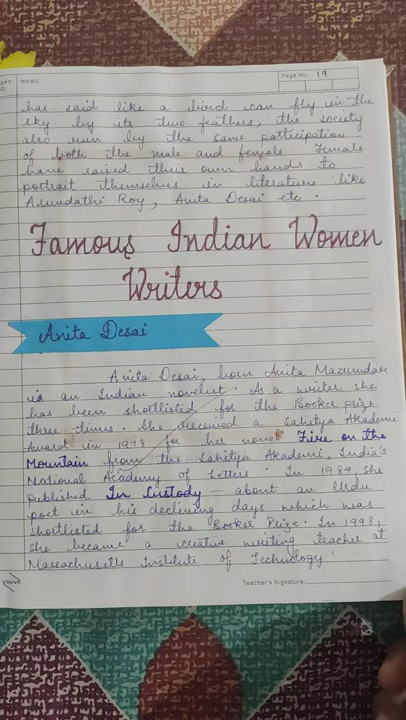 NAME:
Page No. 19
has said like a bird can fly in the
sky by its two feathers, the society
also run by the same participation
of both the male and female. Female
have raised their own hands to
portrait themselves in literature like
Arundathi Roy, Anita Desai etc.
Famous Indian Women
Writers
Anita Desai
Anita Desai, born Anita Mazumdar
is an Indian novelist. As a writer she
has been shortlisted for the Booker prize
three times. She received a Sahitya Akademi
Award in 1978 for her novel Fire on the
Mountain from the Sahitya Akademi, India's
National Academy of Letters. In 1984, she
published In Custody – about an Urdu
poet in his declining days which was
shortlisted for the Booker Prize. In 1993,
she became a creative writing teacher at
Massachusetts Institute of Technology.
youva
Teacher's Signature: